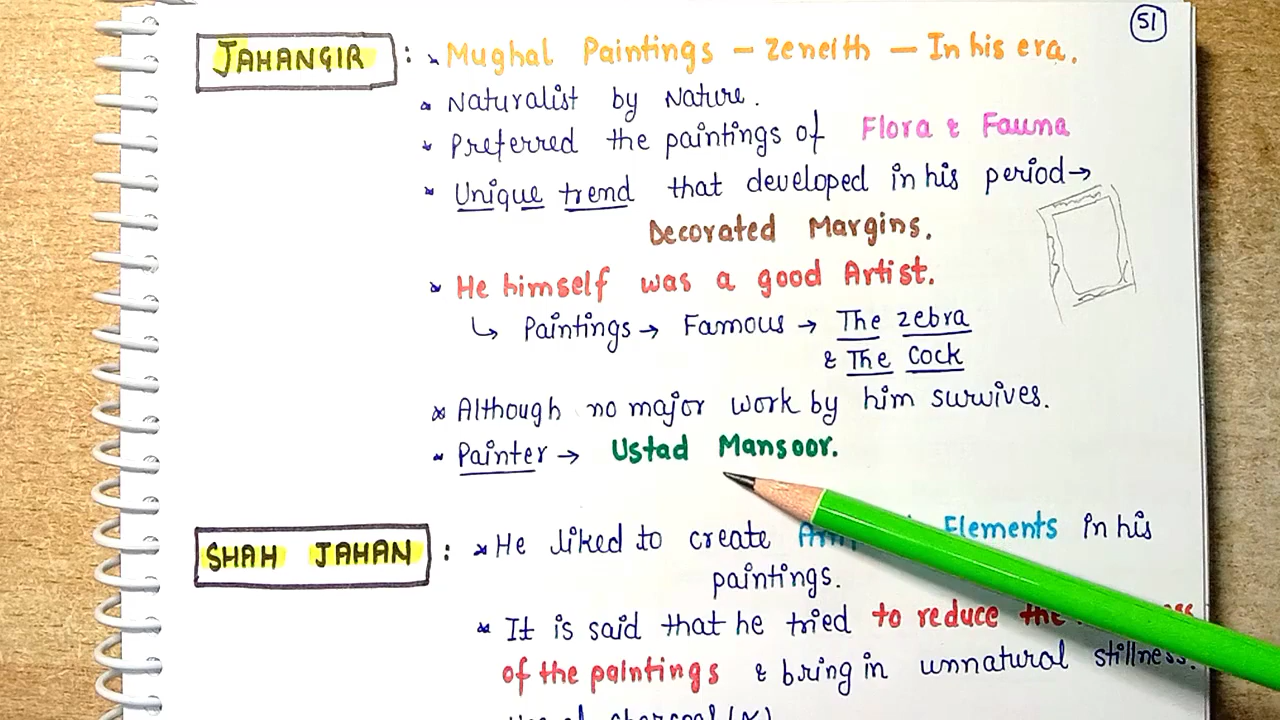 51
JAHANGIR : Mughal Paintings – Zeneith – In his era.
Naturalist by Nature.
Preferred the paintings of Flora & Fauna
Unique trend that developed in his period →
Decorated Margins.
He himself was a good Artist.
↳ Paintings → Famous → The Zebra
& The Cock
Although no major work by him survives.
Painter → Ustad Mansoor.
SHAH JAHAN : He liked to create Elements in his
paintings.
It is said that he tried to reduce the
of the paintings & bring in unnatural stillness.